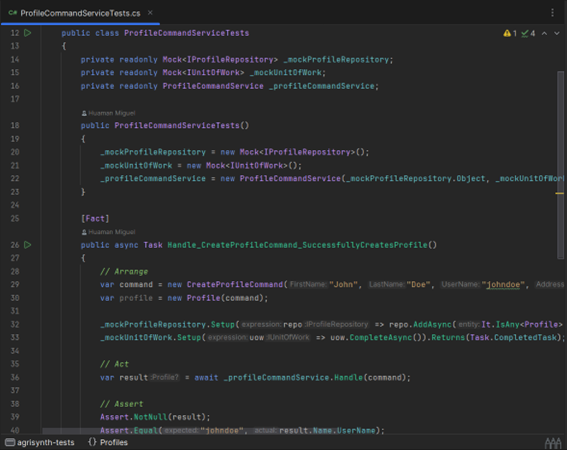 C# ProfileCommandServiceTests.cs ×
12 public class ProfileCommandServiceTests 1 4
13 {
14 private readonly Mock<IProfileRepository> _mockProfileRepository;
15 private readonly Mock<IUnitOfWork> _mockUnitOfWork;
16 private readonly ProfileCommandService _profileCommandService;
17
Huaman Miguel
18 public ProfileCommandServiceTests()
19 {
20 _mockProfileRepository = new Mock<IProfileRepository>();
21 _mockUnitOfWork = new Mock<IUnitOfWork>();
22 _profileCommandService = new ProfileCommandService(_mockProfileRepository.Object, _mockUnitOfWor
23 }
24
25 [Fact]
Huaman Miguel
26 public async Task Handle_CreateProfileCommand_SuccessfullyCreatesProfile()
27 {
28 // Arrange
29 var command = new CreateProfileCommand(FirstName:"John", LastName:"Doe", UserName:"johndoe", Address
30 var profile = new Profile(command);
31
32 _mockProfileRepository.Setup(expression:repo:IProfileRepository => repo.AddAsync(entity:It.IsAny<Profile>
33 _mockUnitOfWork.Setup(expression:uow:IUnitOfWork => uow.CompleteAsync()).Returns(Task.CompletedTask);
34
35 // Act
36 var result:Profile? = await _profileCommandService.Handle(command);
37
38 // Assert
39 Assert.NotNull(result);
40 Assert.Equal(expected:"johndoe", actual:result.Name.UserName);
agrisynth-tests {} Profiles